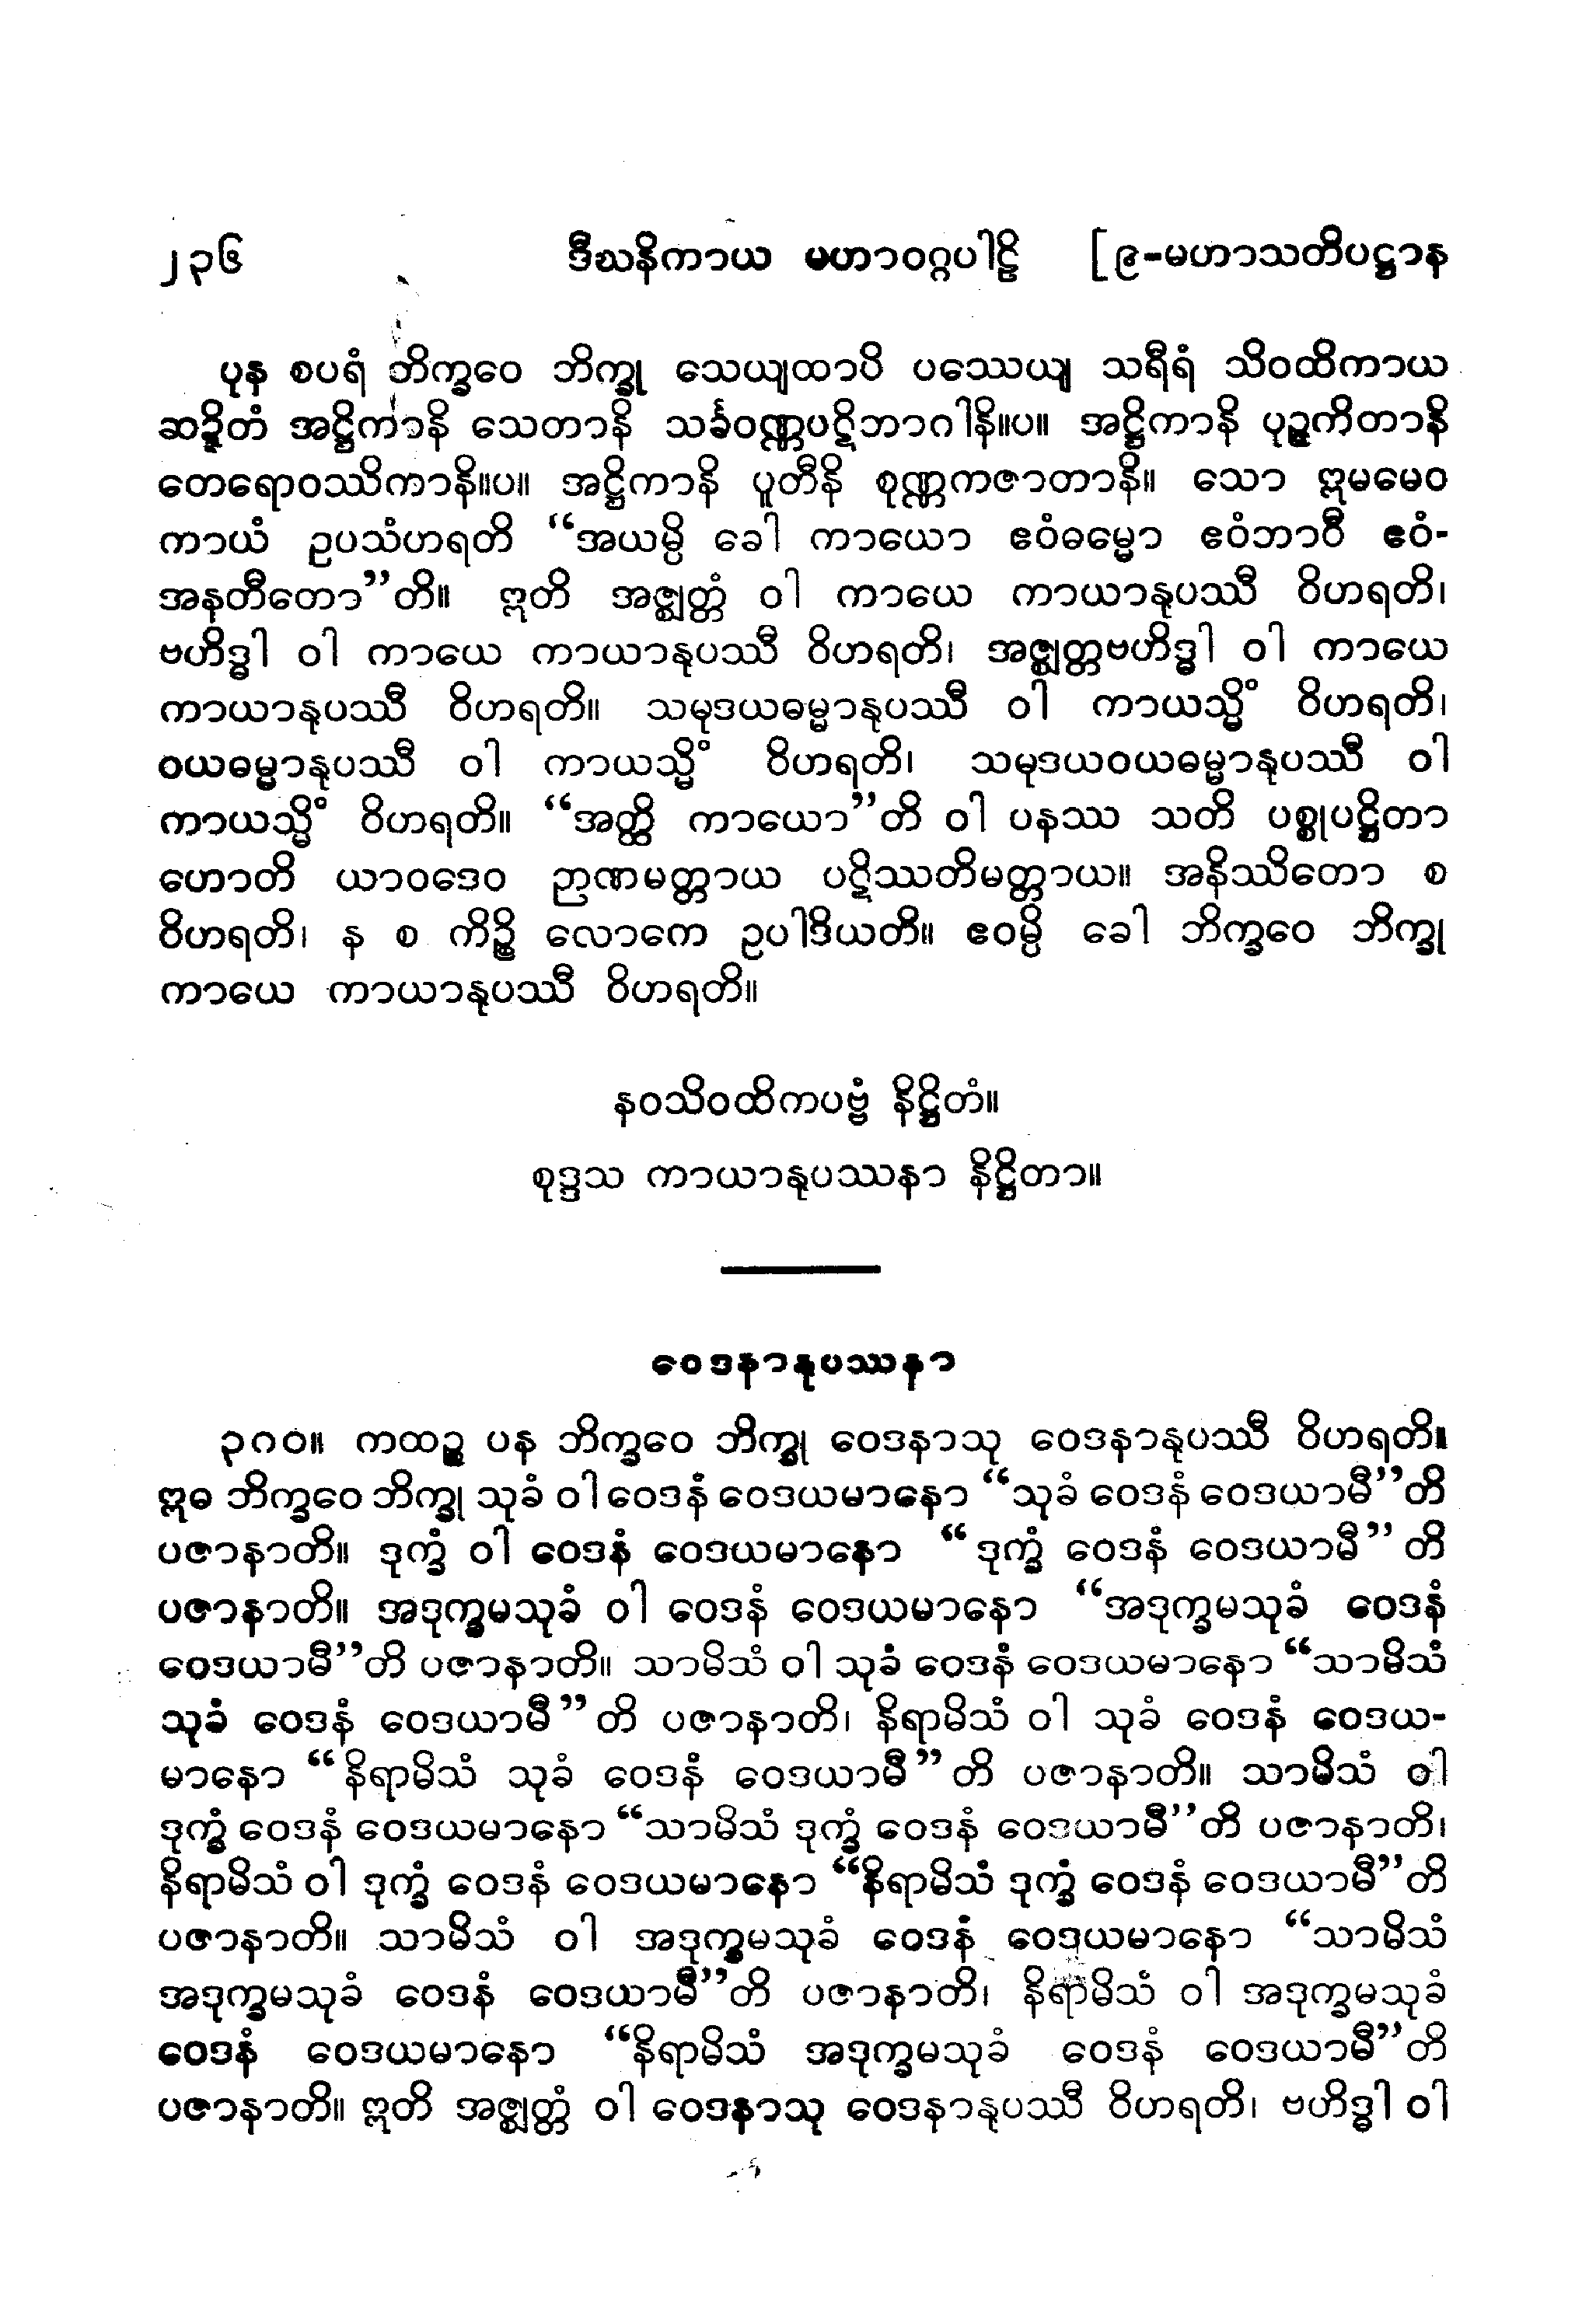 ၂၃၆ ဒီဃနိကာယ မဟာဝဂ္ဂပါဠိ [၉-မဟာသတိပဋ္ဌာန
ပုန စပရံ ဘိက္ခဝေ ဘိက္ခု သေယျထာပိ ပဿေယျ သရီရံ သိဝထိကာယ
ဆဍ္ဍိတံ အဋ္ဌိကာနိ သေတာနိ သင်္ခဝဏ္ဏပဋိဘာဂါနိ။ပ။ အဋ္ဌိကာနိ ပုဉ္ဇကိတာနိ
တေရောဝဿိကာနိ။ပ။ အဋ္ဌိကာနိ ပူတီနိ စုဏ္ဏကဇာတာနိ။ သော ဣမမေဝ
ကာယံ ဥပသံဟရတိ “အယမ္ပိ ခေါ ကာယော ဧဝံဓမ္မော ဧဝံဘာဝီ ဧဝံ-
အနတီတော”တိ။ ဣတိ အဇ္ဈတ္တံ ဝါ ကာယေ ကာယာနုပဿီ ဝိဟရတိ၊
ဗဟိဒ္ဓါ ဝါ ကာယေ ကာယာနုပဿီ ဝိဟရတိ၊ အဇ္ဈတ္တဗဟိဒ္ဓါ ဝါ ကာယေ
ကာယာနုပဿီ ဝိဟရတိ။ သမုဒယဓမ္မာနုပဿီ ဝါ ကာယသ္မိံ ဝိဟရတိ၊
ဝယဓမ္မာနုပဿီ ဝါ ကာယသ္မိံ ဝိဟရတိ၊ သမုဒယဝယဓမ္မာနုပဿီ ဝါ
ကာယသ္မိံ ဝိဟရတိ။ “အတ္ထိ ကာယော”တိ ဝါ ပနဿ သတိ ပစ္စုပဋ္ဌိတာ
ဟောတိ ယာဝဒေဝ ဉာဏမတ္တာယ ပဋိဿတိမတ္တာယ။ အနိဿိတော စ
ဝိဟရတိ၊ န စ ကိဉ္စိ လောကေ ဥပါဒိယတိ။ ဧဝမ္ပိ ခေါ ဘိက္ခဝေ ဘိက္ခု
ကာယေ ကာယာနုပဿီ ဝိဟရတိ။
နဝသိဝထိကပဗ္ဗံ နိဋ္ဌိတံ။
စုဒ္ဒသ ကာယာနုပဿနာ နိဋ္ဌိတာ။
ဝေဒနာနုပဿနာ
၃၈၀။ ကထဉ္စ ပန ဘိက္ခဝေ ဘိက္ခု ဝေဒနာသု ဝေဒနာနုပဿီ ဝိဟရတိ။
ဣဓ ဘိက္ခဝေ ဘိက္ခု သုခံ ဝါ ဝေဒနံ ဝေဒယမာနော “သုခံ ဝေဒနံ ဝေဒယာမီ”တိ
ပဇာနာတိ။ ဒုက္ခံ ဝါ ဝေဒနံ ဝေဒယမာနော “ဒုက္ခံ ဝေဒနံ ဝေဒယာမီ”တိ
ပဇာနာတိ။ အဒုက္ခမသုခံ ဝါ ဝေဒနံ ဝေဒယမာနော “အဒုက္ခမသုခံ ဝေဒနံ
ဝေဒယာမီ”တိ ပဇာနာတိ။ သာမိသံ ဝါ သုခံ ဝေဒနံ ဝေဒယမာနော “သာမိသံ
သုခံ ဝေဒနံ ဝေဒယာမီ”တိ ပဇာနာတိ၊ နိရာမိသံ ဝါ သုခံ ဝေဒနံ ဝေဒယ-
မာနော “နိရာမိသံ သုခံ ဝေဒနံ ဝေဒယာမီ”တိ ပဇာနာတိ။ သာမိသံ ဝါ
ဒုက္ခံ ဝေဒနံ ဝေဒယမာနော “သာမိသံ ဒုက္ခံ ဝေဒနံ ဝေဒယာမီ”တိ ပဇာနာတိ၊
နိရာမိသံ ဝါ ဒုက္ခံ ဝေဒနံ ဝေဒယမာနော “နိရာမိသံ ဒုက္ခံ ဝေဒနံ ဝေဒယာမီ”တိ
ပဇာနာတိ။ သာမိသံ ဝါ အဒုက္ခမသုခံ ဝေဒနံ ဝေဒယမာနော “သာမိသံ
အဒုက္ခမသုခံ ဝေဒနံ ဝေဒယာမီ”တိ ပဇာနာတိ၊ နိရာမိသံ ဝါ အဒုက္ခမသုခံ
ဝေဒနံ ဝေဒယမာနော “နိရာမိသံ အဒုက္ခမသုခံ ဝေဒနံ ဝေဒယာမီ”တိ
ပဇာနာတိ။ ဣတိ အဇ္ဈတ္တံ ဝါ ဝေဒနာသု ဝေဒနာနုပဿီ ဝိဟရတိ၊ ဗဟိဒ္ဓါ ဝါ